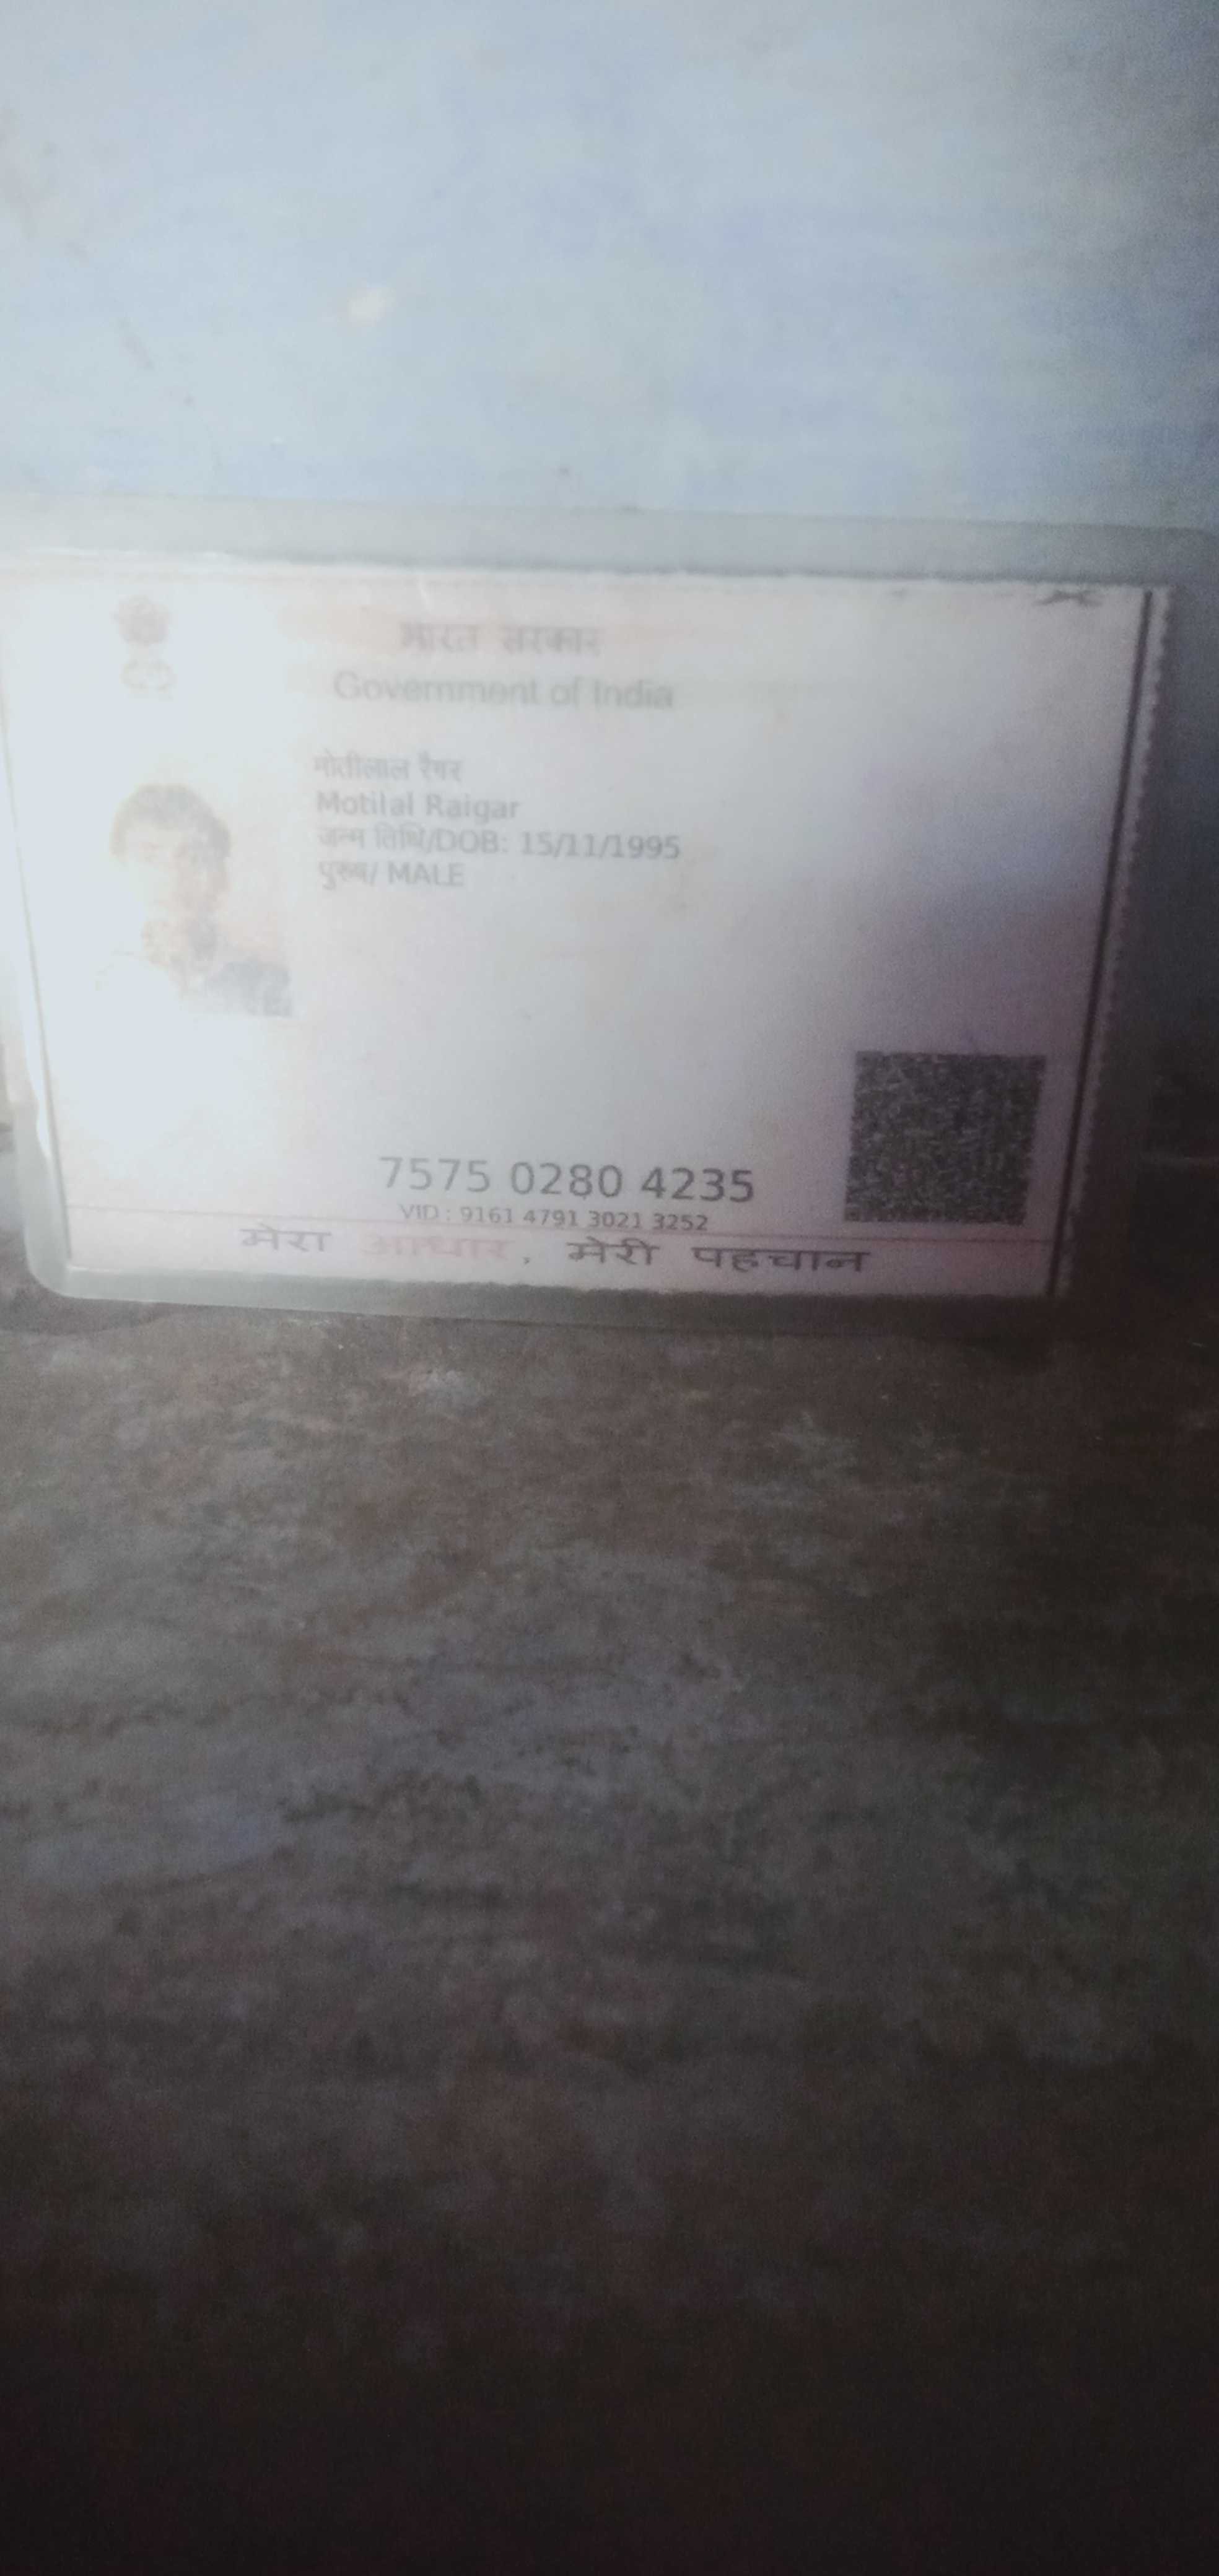 भारत सरकार
Government of India
मोतीलाल रैगर
Motilal Raigar
जन्म तिथि/DOB: 15/11/1995
पुरुष/ MALE
7575 0280 4235
VID : 9161 4791 3021 3252
मेरा आधार, मेरी पहचान